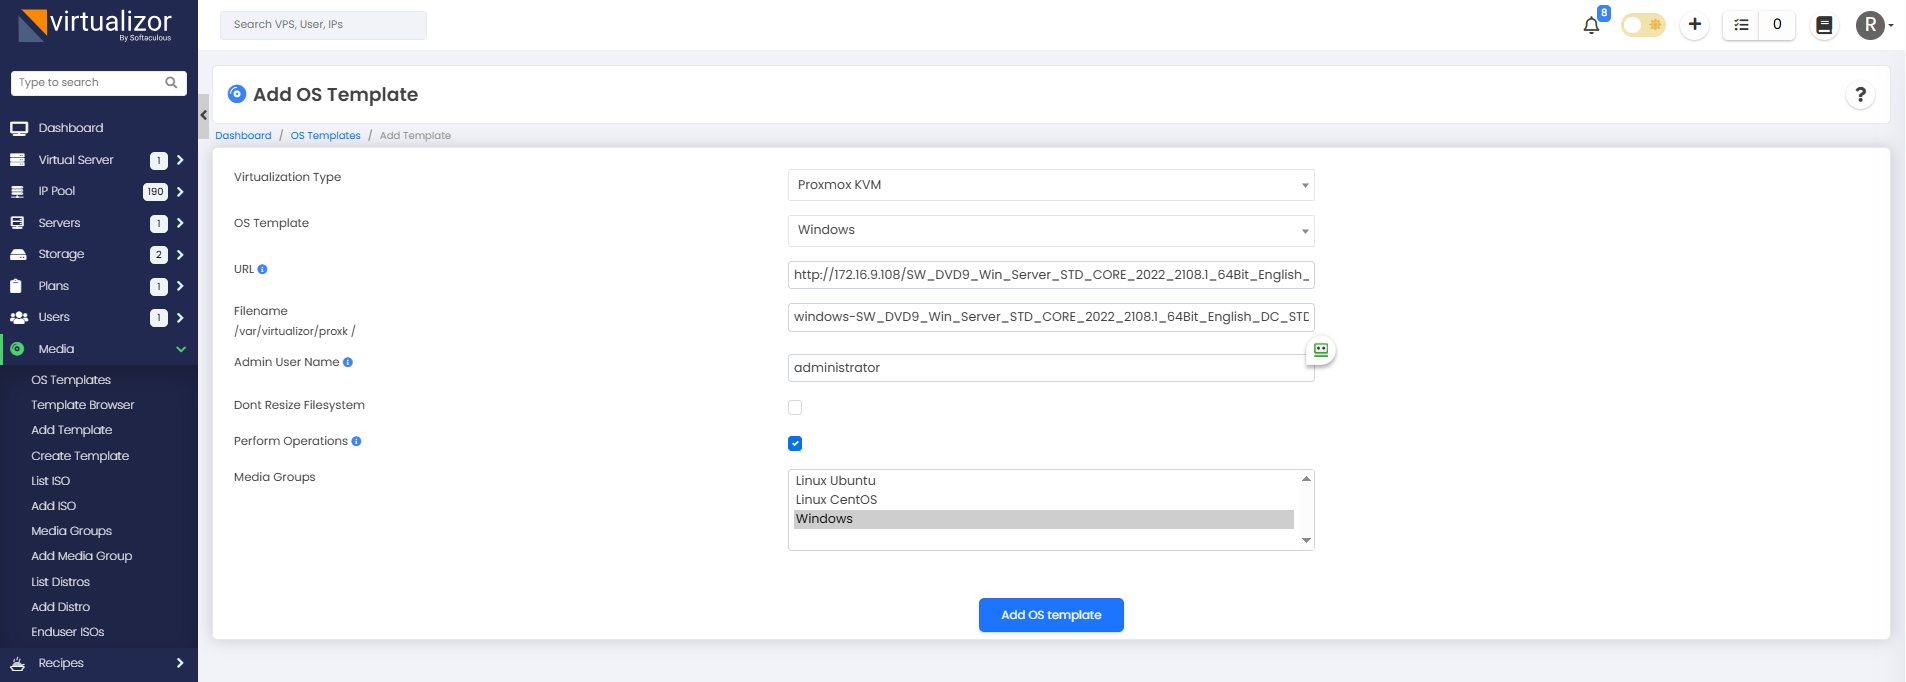 virtualizor
By Softaculous
Search VPS, User, IPs
8
0
R
Type to search
Dashboard
Virtual Server 1
IP Pool 190
Servers 1
Storage 2
Plans 1
Users 1
Media
OS Templates
Template Browser
Add Template
Create Template
List ISO
Add ISO
Media Groups
Add Media Group
List Distros
Add Distro
Enduser ISOs
Recipes
Add OS Template
?
Dashboard / OS Templates / Add Template
Virtualization Type
Proxmox KVM
OS Template
Windows
URL
http://172.16.9.108/SW_DVD9_Win_Server_STD_CORE_2022_2108.1_64Bit_English_
Filename
/var/virtualizor/proxk /
windows-SW_DVD9_Win_Server_STD_CORE_2022_2108.1_64Bit_English_DC_STD
Admin User Name
administrator
Dont Resize Filesystem
Perform Operations
Media Groups
Linux Ubuntu
Linux CentOS
Windows
Add OS template